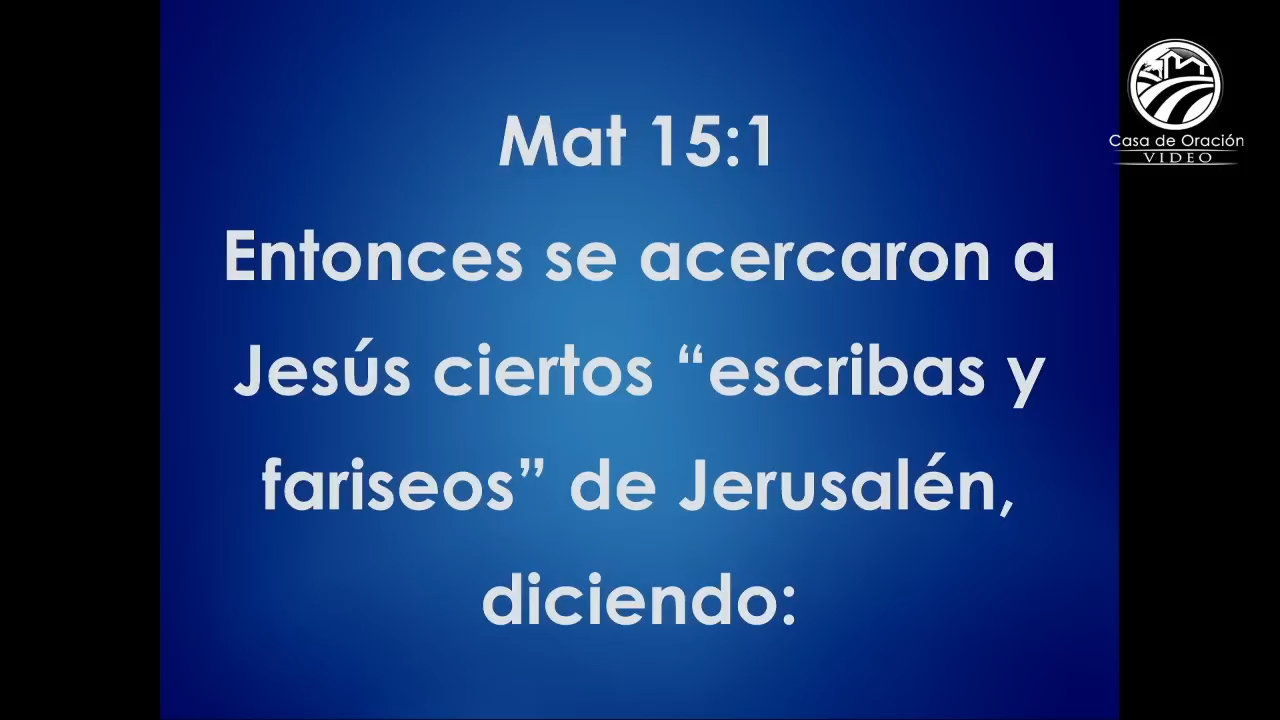 Mat 15:1
Entonces se acercaron a
Jesús ciertos “escribas y
fariseos” de Jerusalén,
diciendo:
Casa de Oración
VIDEO